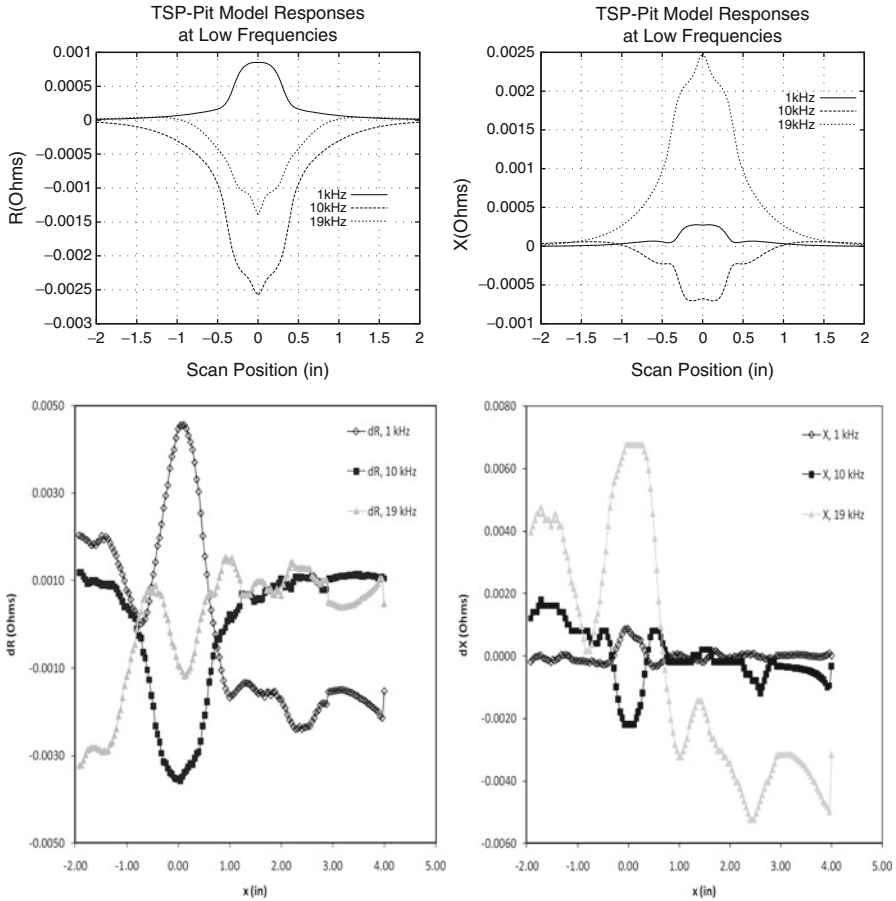 TSP-Pit Model Responses
at Low Frequencies
0.001
0.0005
0
−0.0005
−0.001
−0.0015
−0.002
−0.0025
−0.003
R(Ohms)
1kHz
10kHz
19kHz
−2 −1.5 −1 −0.5 0 0.5 1 1.5 2
Scan Position (in)
TSP-Pit Model Responses
at Low Frequencies
0.0025
0.002
0.0015
0.001
0.0005
0
−0.0005
−0.001
X(Ohms)
1kHz
10kHz
19kHz
−2 −1.5 −1 −0.5 0 0.5 1 1.5 2
Scan Position (in)
0.0050
0.0030
0.0010
-0.0010
-0.0030
-0.0050
dR (Ohms)
dR, 1 kHz
dR, 10 kHz
dR, 19 kHz
-2.00 -1.00 0.00 1.00 2.00 3.00 4.00 5.00
x (in)
0.0080
0.0060
0.0040
0.0020
0.0000
-0.0020
-0.0040
-0.0060
dX (Ohms)
X, 1 kHz
X, 10 kHz
X, 19 kHz
-2.00 -1.00 0.00 1.00 2.00 3.00 4.00 5.00
x (in)